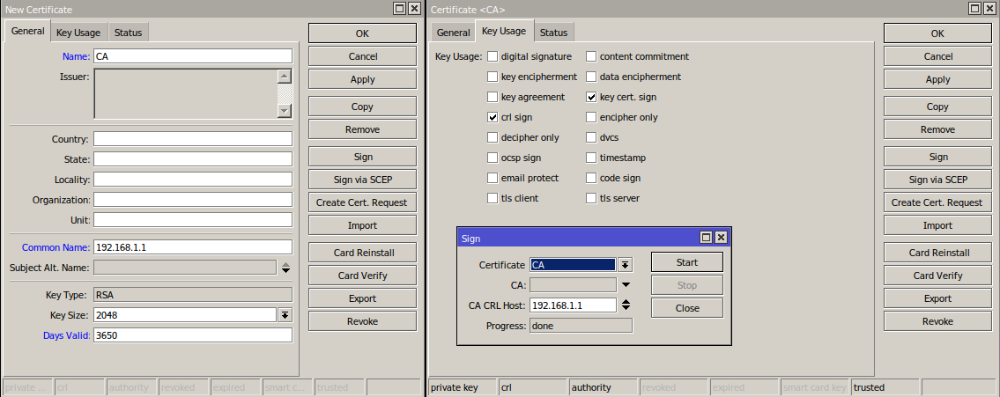 New Certificate
General Key Usage Status
Name: CA
Issuer:
Country:
State:
Locality:
Organization:
Unit:
Common Name: 192.168.1.1
Subject Alt. Name:
Key Type: RSA
Key Size: 2048
Days Valid: 3650
OK
Cancel
Apply
Copy
Remove
Sign
Sign via SCEP
Create Cert. Request
Import
Card Reinstall
Card Verify
Export
Revoke
private ... crl authority revoked expired smart c... trusted
Certificate <CA>
General Key Usage Status
Key Usage: digital signature content commitment
key encipherment data encipherment
key agreement key cert. sign
crl sign encipher only
decipher only dvcs
ocsp sign timestamp
email protect code sign
tls client tls server
Sign
Certificate CA
CA:
CA CRL Host: 192.168.1.1
Progress: done
Start
Stop
Close
OK
Cancel
Apply
Copy
Remove
Sign
Sign via SCEP
Create Cert. Request
Import
Card Reinstall
Card Verify
Export
Revoke
private key crl authority revoked expired smart card key trusted